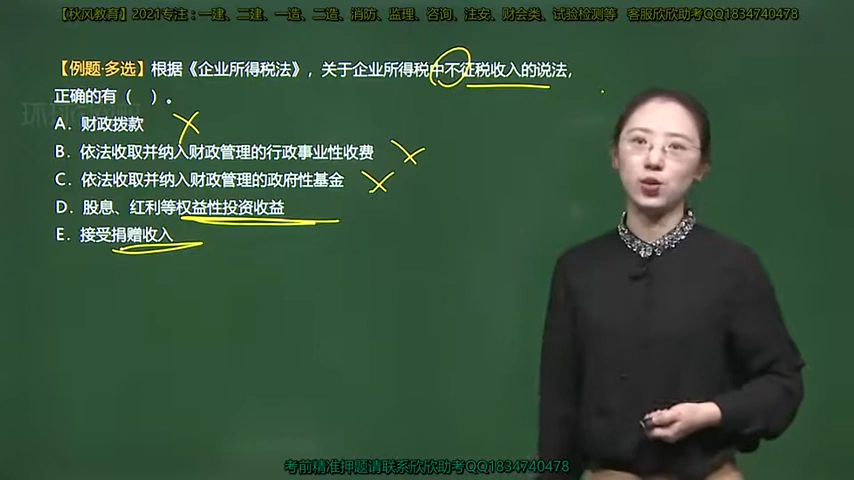 【秋风教育】2021专注：一建、二建、一造、二造、消防、监理、咨询、注安、财会类、试验检测等 客服欣欣助考QQ1834740478
【例题·多选】根据《企业所得税法》，关于企业所得税中不征税收入的说法，
正确的有（ ）。
A．财政拨款
B．依法收取并纳入财政管理的行政事业性收费
C．依法收取并纳入财政管理的政府性基金
D．股息、红利等权益性投资收益
E．接受捐赠收入
考前精准押题请联系欣欣助考QQ1834740478